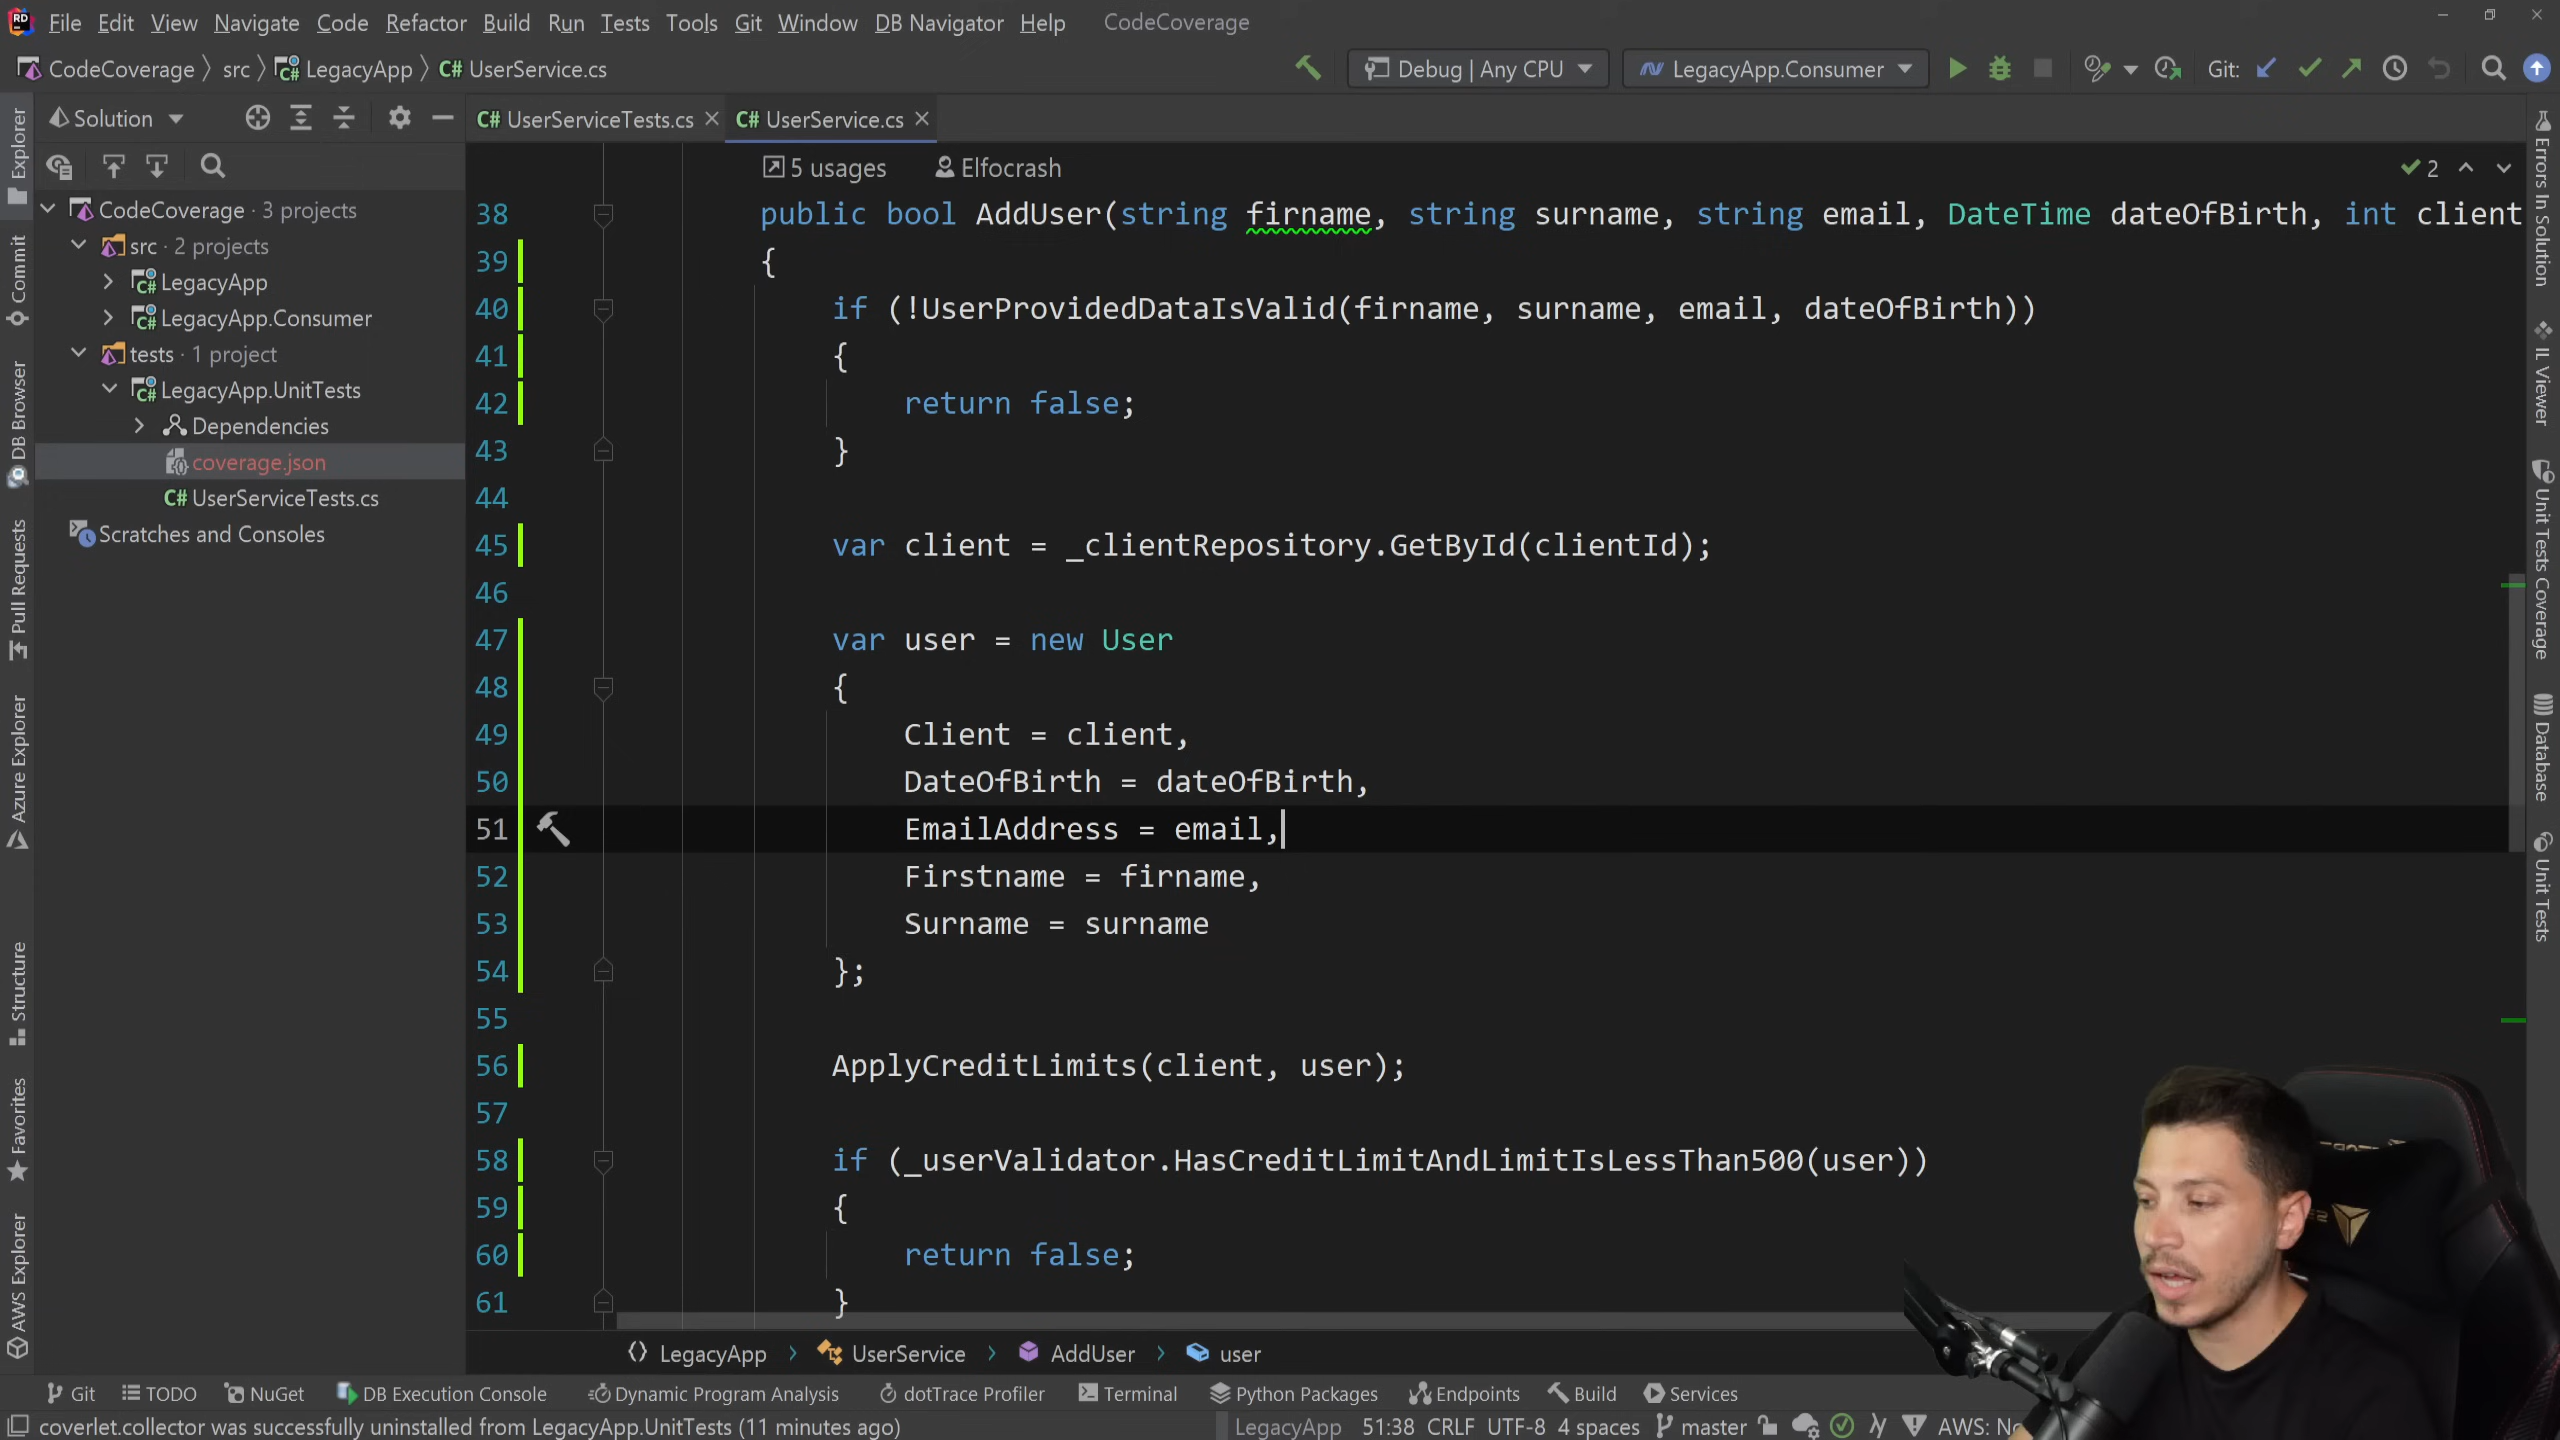 File Edit View Navigate Code Refactor Build Run Tests Tools Git Window DB Navigator Help CodeCoverage
CodeCoverage src LegacyApp C# UserService.cs Debug | Any CPU LegacyApp.Consumer Git:
Solution C# UserServiceTests.cs C# UserService.cs
5 usages Elfocrash 2
CodeCoverage · 3 projects
src · 2 projects
LegacyApp
LegacyApp.Consumer
tests · 1 project
LegacyApp.UnitTests
Dependencies
coverage.json
C# UserServiceTests.cs
Scratches and Consoles
38 public bool AddUser(string firname, string surname, string email, DateTime dateOfBirth, int client
39 {
40 if (!UserProvidedDataIsValid(firname, surname, email, dateOfBirth))
41 {
42 return false;
43 }
44
45 var client = _clientRepository.GetById(clientId);
46
47 var user = new User
48 {
49 Client = client,
50 DateOfBirth = dateOfBirth,
51 EmailAddress = email,
52 Firstname = firname,
53 Surname = surname
54 };
55
56 ApplyCreditLimits(client, user);
57
58 if (_userValidator.HasCreditLimitAndLimitIsLessThan500(user))
59 {
60 return false;
61 }
Explorer
Commit
DB Browser
Pull Requests
Azure Explorer
Structure
Favorites
AWS Explorer
Errors In Solution
IL Viewer
Unit Tests Coverage
Database
Unit Tests
LegacyApp UserService AddUser user
Git TODO NuGet DB Execution Console Dynamic Program Analysis dotTrace Profiler Terminal Python Packages Endpoints Build Services
coverlet.collector was successfully uninstalled from LegacyApp.UnitTests (11 minutes ago) LegacyApp 51:38 CRLF UTF-8 4 spaces master AWS: